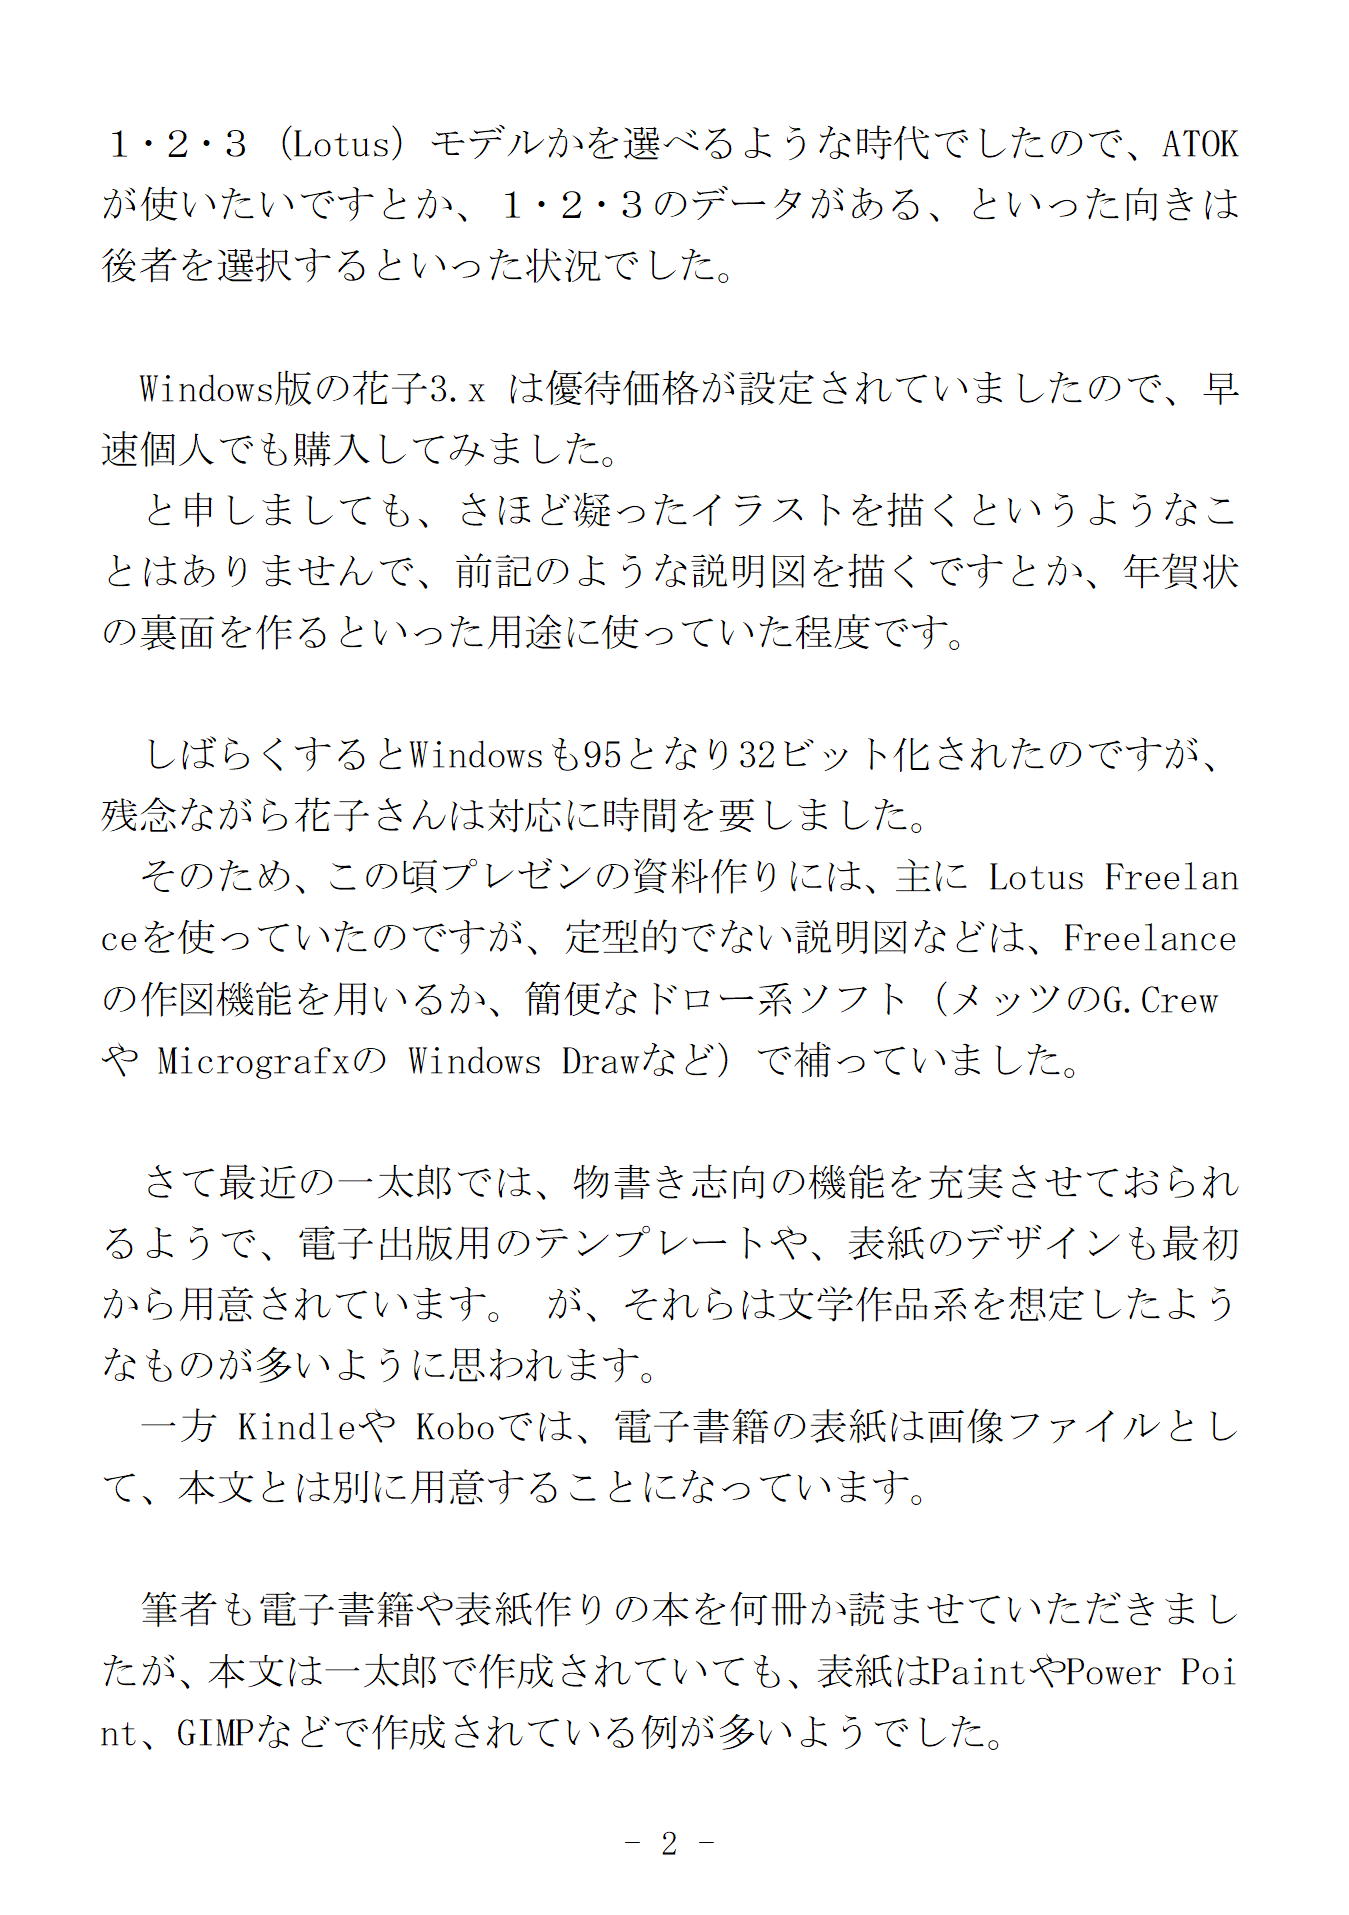 １・２・３（Lotus）モデルかを選べるような時代でしたので、ATOK
が使いたいですとか、１・２・３のデータがある、といった向きは
後者を選択するといった状況でした。
　Windows版の花子3.x は優待価格が設定されていましたので、早
速個人でも購入してみました。
　と申しましても、さほど凝ったイラストを描くというようなこ
とはありませんで、前記のような説明図を描くですとか、年賀状
の裏面を作るといった用途に使っていた程度です。
　しばらくするとWindowsも95となり32ビット化されたのですが、
残念ながら花子さんは対応に時間を要しました。
　そのため、この頃プレゼンの資料作りには、主に Lotus Freelan
ceを使っていたのですが、定型的でない説明図などは、Freelance
の作図機能を用いるか、簡便なドロー系ソフト（メッツのG.Crew
や Micrografxの Windows Drawなど）で補っていました。
　さて最近の一太郎では、物書き志向の機能を充実させておられ
るようで、電子出版用のテンプレートや、表紙のデザインも最初
から用意されています。 が、それらは文学作品系を想定したよう
なものが多いように思われます。
　一方 Kindleや Koboでは、電子書籍の表紙は画像ファイルとし
て、本文とは別に用意することになっています。
　筆者も電子書籍や表紙作りの本を何冊か読ませていただきまし
たが、本文は一太郎で作成されていても、表紙はPaintやPower Poi
nt、GIMPなどで作成されている例が多いようでした。
- 2 -